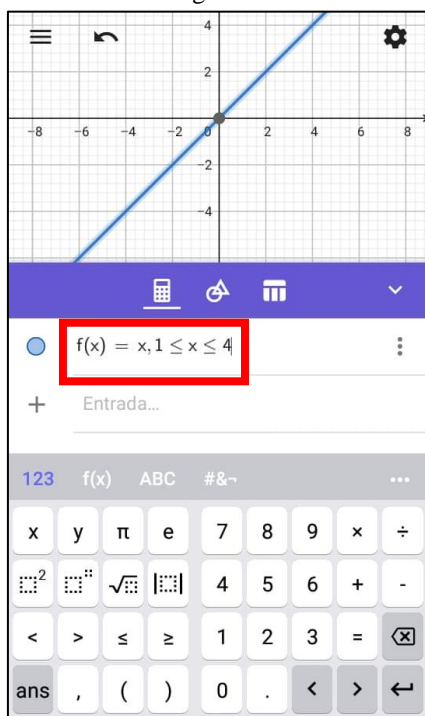 4
2
-8 -6 -4 -2 0 2 4 6 8
-2
-4
f(x) = x, 1 ≤ x ≤ 4
+ Entrada...
123 f(x) ABC #&¬ ...
x y π e 7 8 9 × ÷
□² □ⁿ √□ |□| 4 5 6 + -
< > ≤ ≥ 1 2 3 =
ans , ( ) 0 . < >